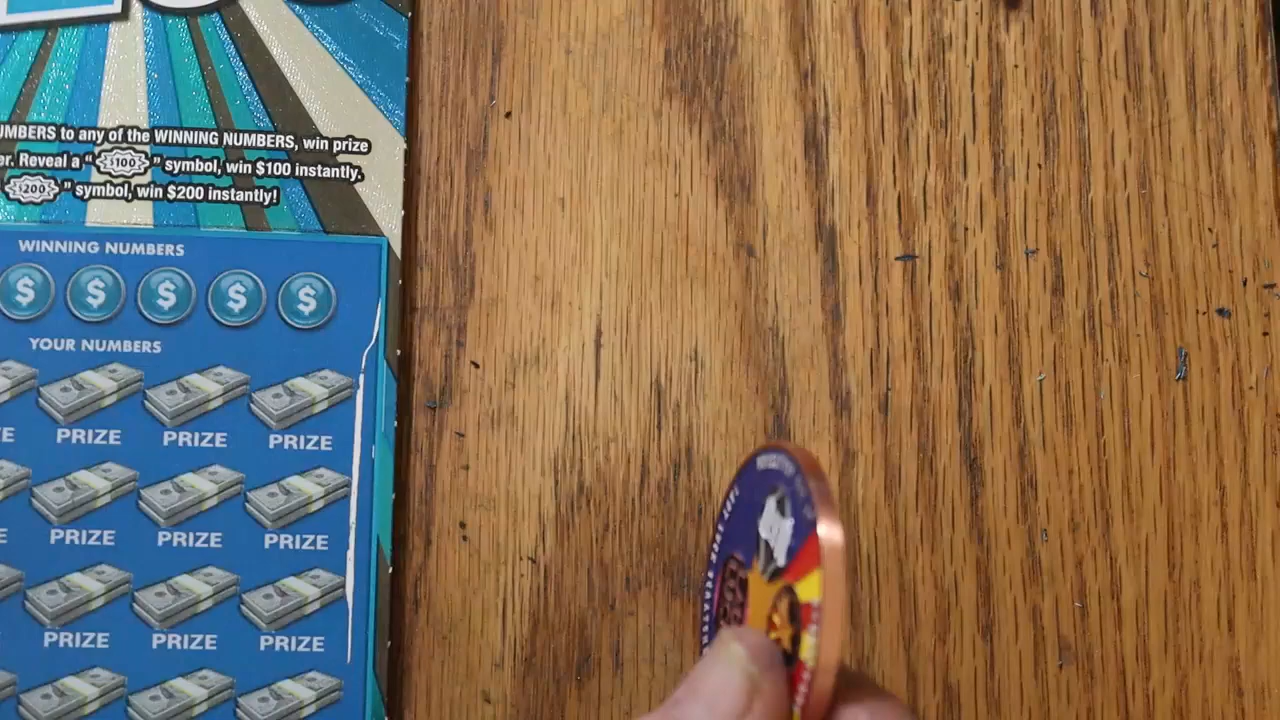 UMBERS to any of the WINNING NUMBERS, win prize
er. Reveal a " $100 " symbol, win $100 instantly.
$200 " symbol, win $200 instantly!
WINNING NUMBERS
$ $ $ $ $
YOUR NUMBERS
E PRIZE PRIZE PRIZE
PRIZE PRIZE PRIZE
PRIZE PRIZE PRIZE